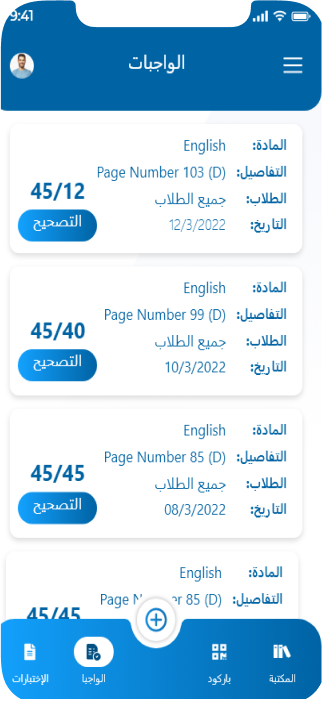 9:41
الواجبات
المادة: English
التفاصيل: Page Number 103 (D)
الطلاب: جميع الطلاب
التاريخ: 12/3/2022
45/12
التصحيح
المادة: English
التفاصيل: Page Number 99 (D)
الطلاب: جميع الطلاب
التاريخ: 10/3/2022
45/40
التصحيح
المادة: English
التفاصيل: Page Number 85 (D)
الطلاب: جميع الطلاب
التاريخ: 08/3/2022
45/45
التصحيح
المادة: English
التفاصيل: Page N r 85 (D)
45/45
المكتبة باركود الواجبا الإختبارات